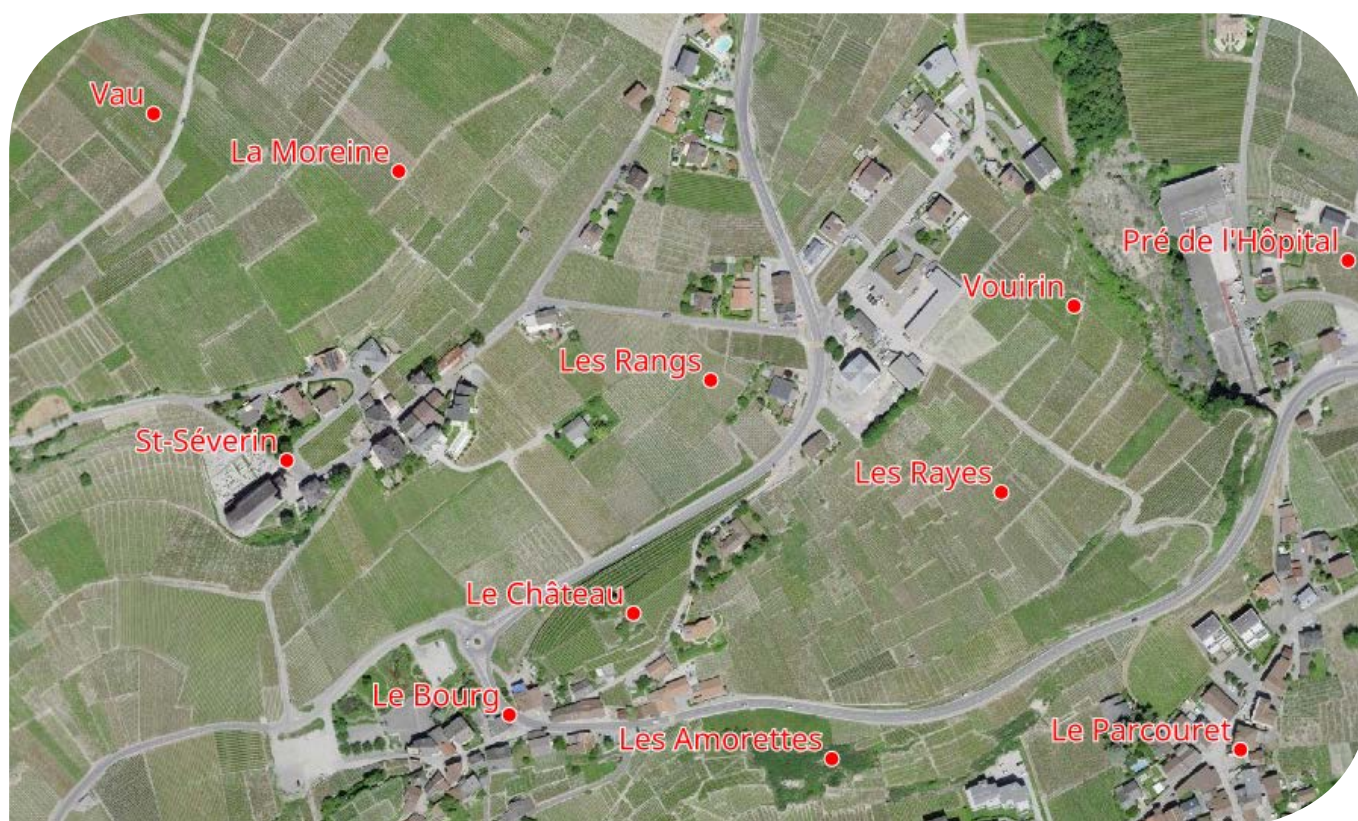 Vau
La Moreine
Pré de l'Hôpital
Vouirin
Les Rangs
St-Séverin
Les Rayes
Le Château
Le Bourg
Les Amorettes
Le Parcouret